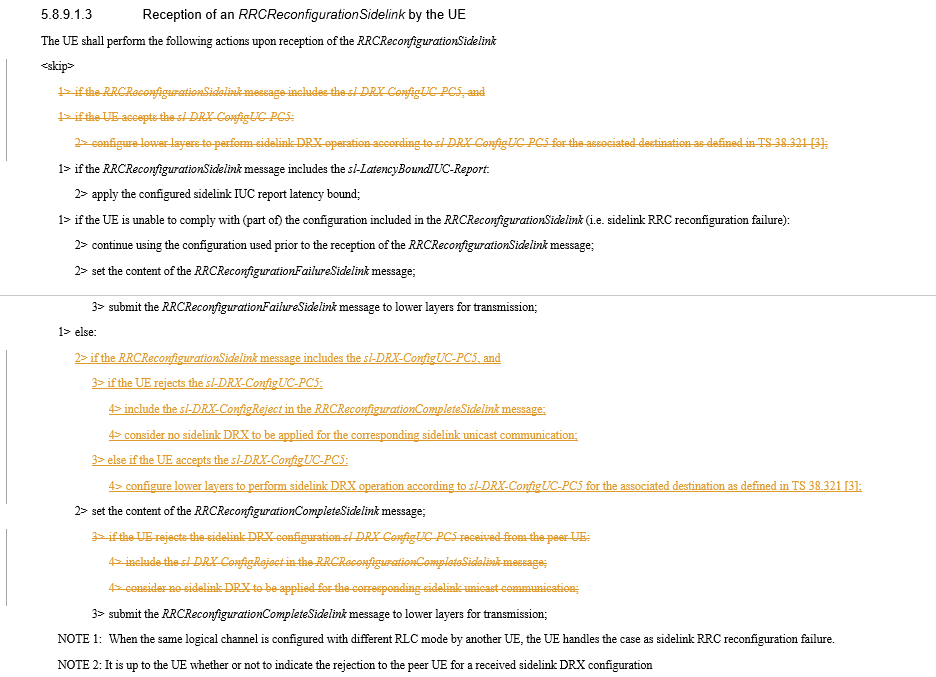 5.8.9.1.3 Reception of an RRCReconfigurationSidelink by the UE
The UE shall perform the following actions upon reception of the RRCReconfigurationSidelink
<skip>
1> if the RRCReconfigurationSidelink message includes the sl-DRX-ConfigUC-PC5, and
1> if the UE accepts the sl-DRX-ConfigUC-PC5:
2> configure lower layers to perform sidelink DRX operation according to sl-DRX-ConfigUC-PC5 for the associated destination as defined in TS 38.321 [3];
1> if the RRCReconfigurationSidelink message includes the sl-LatencyBoundIUC-Report:
2> apply the configured sidelink IUC report latency bound;
1> if the UE is unable to comply with (part of) the configuration included in the RRCReconfigurationSidelink (i.e. sidelink RRC reconfiguration failure):
2> continue using the configuration used prior to the reception of the RRCReconfigurationSidelink message;
2> set the content of the RRCReconfigurationFailureSidelink message;
3> submit the RRCReconfigurationFailureSidelink message to lower layers for transmission;
1> else:
2> if the RRCReconfigurationSidelink message includes the sl-DRX-ConfigUC-PC5, and
3> if the UE rejects the sl-DRX-ConfigUC-PC5:
4> include the sl-DRX-ConfigReject in the RRCReconfigurationCompleteSidelink message;
4> consider no sidelink DRX to be applied for the corresponding sidelink unicast communication;
3> else if the UE accepts the sl-DRX-ConfigUC-PC5:
4> configure lower layers to perform sidelink DRX operation according to sl-DRX-ConfigUC-PC5 for the associated destination as defined in TS 38.321 [3];
2> set the content of the RRCReconfigurationCompleteSidelink message;
3> if the UE rejects the sidelink DRX configuration sl-DRX-ConfigUC-PC5 received from the peer UE:
4> include the sl-DRX-ConfigReject in the RRCReconfigurationCompleteSidelink message;
4> consider no sidelink DRX to be applied for the corresponding sidelink unicast communication;
3> submit the RRCReconfigurationCompleteSidelink message to lower layers for transmission;
NOTE 1: When the same logical channel is configured with different RLC mode by another UE, the UE handles the case as sidelink RRC reconfiguration failure.
NOTE 2: It is up to the UE whether or not to indicate the rejection to the peer UE for a received sidelink DRX configuration